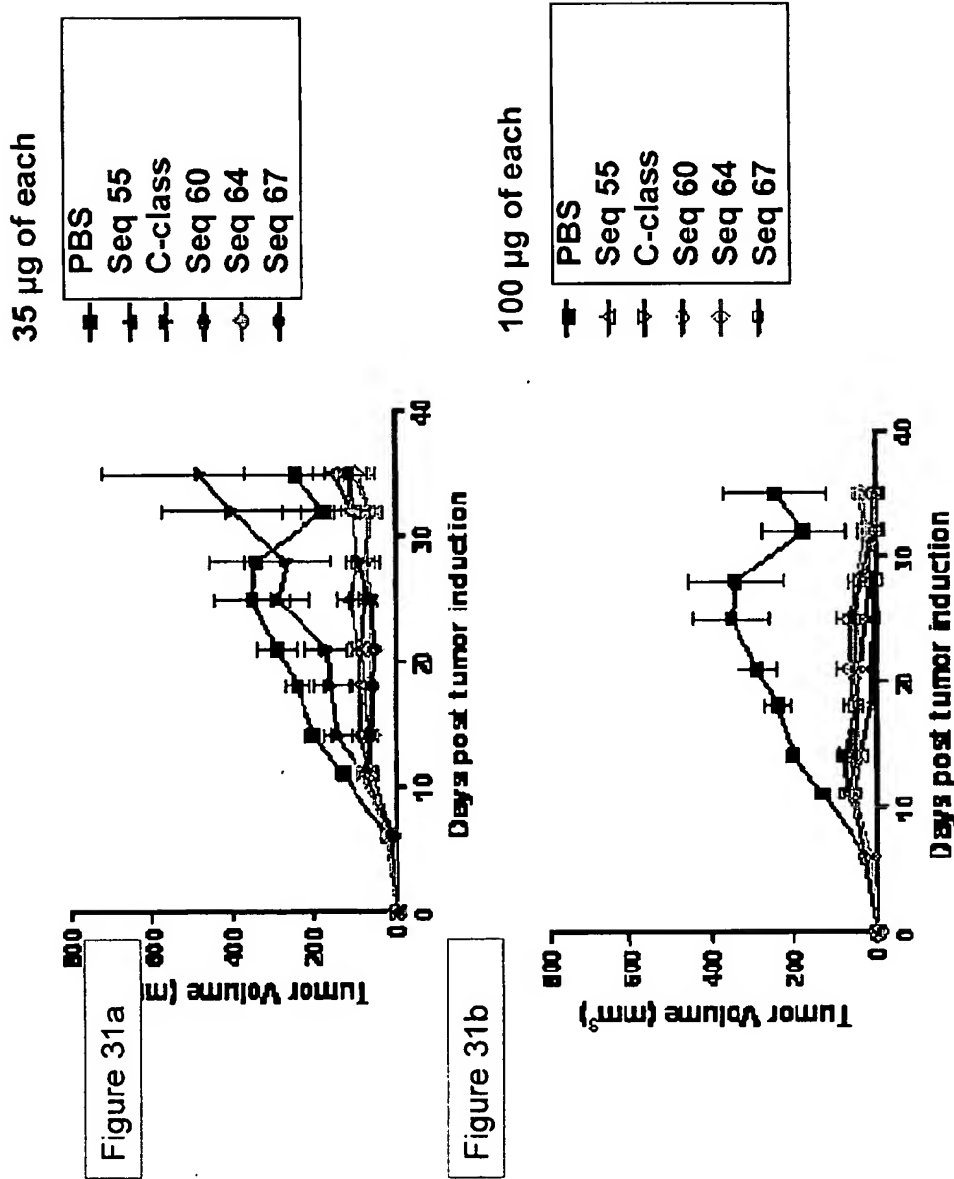 Figure 31a
Tumor Volume (m
800
600
400
200
0
0 10 20 30 40
Days post tumor induction
35 µg of each
PBS
Seq 55
C-class
Seq 60
Seq 64
Seq 67
Figure 31b
Tumor Volume (mm³)
800
600
400
200
0
0 10 20 30 40
Days post tumor induction
100 µg of each
PBS
Seq 55
C-class
Seq 60
Seq 64
Seq 67